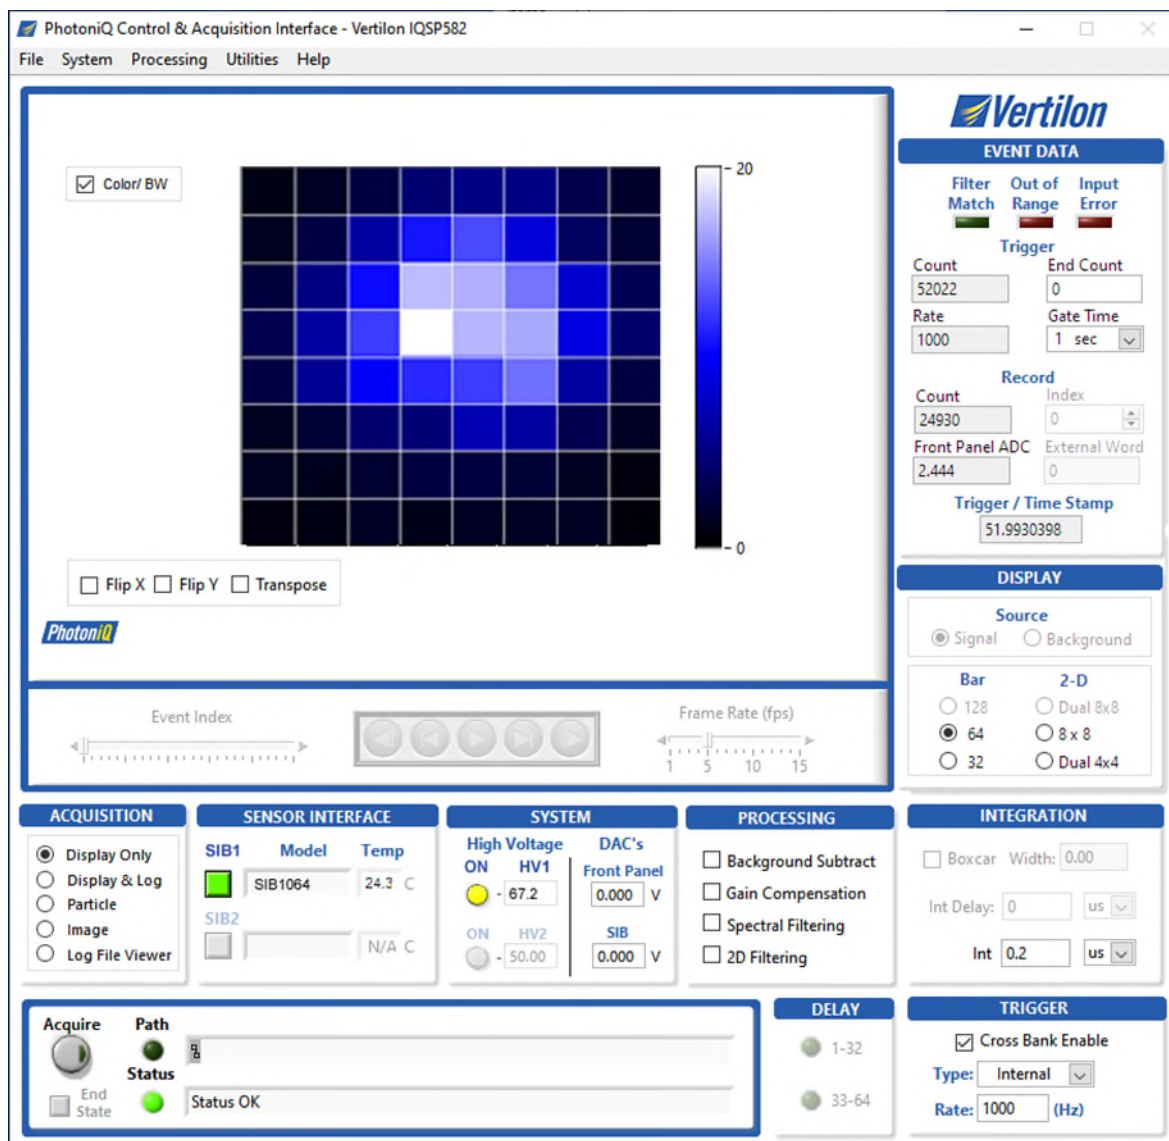 PhotoniQ Control & Acquisition Interface - Vertilon IQSP582
File System Processing Utilities Help
Vertilon
Color/ BW
20
0
Flip X Flip Y Transpose
PhotoniQ
Event Index
Frame Rate (fps)
1 5 10 15
EVENT DATA
Filter Match Out of Range Input Error
Trigger
Count End Count
52022 0
Rate Gate Time
1000 1 sec
Record
Count Index
24930 0
Front Panel ADC External Word
2.444 0
Trigger / Time Stamp
51.9930398
DISPLAY
Source
Signal Background
Bar 2-D
128 Dual 8x8
64 8 x 8
32 Dual 4x4
ACQUISITION
Display Only
Display & Log
Particle
Image
Log File Viewer
SENSOR INTERFACE
SIB1 Model Temp
SIB1064 24.3 C
SIB2
N/A C
SYSTEM
High Voltage DAC's
ON HV1 Front Panel
- 67.2 0.000 V
ON HV2 SIB
- 50.00 0.000 V
PROCESSING
Background Subtract
Gain Compensation
Spectral Filtering
2D Filtering
INTEGRATION
Boxcar Width: 0.00
Int Delay: 0 us
Int 0.2 us
Acquire Path
Status
End State
Status OK
DELAY
1-32
33-64
TRIGGER
Cross Bank Enable
Type: Internal
Rate: 1000 (Hz)